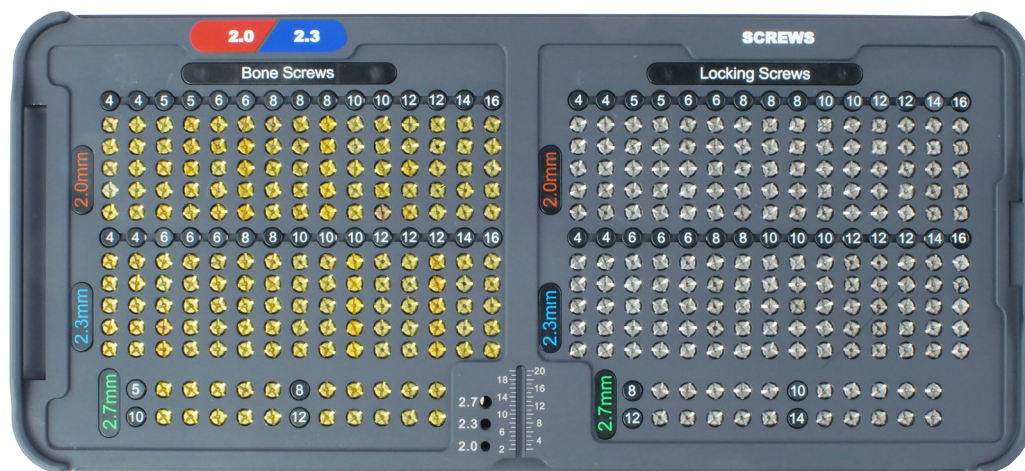 2.0 2.3
SCREWS
Bone Screws
Locking Screws
4 4 5 5 6 6 8 8 8 10 10 12 12 14 16
4 4 5 5 6 6 8 8 8 10 10 12 12 14 16
2.0mm
2.0mm
4 4 6 6 6 8 8 10 10 10 12 12 12 14 16
4 4 6 6 6 8 8 10 10 10 12 12 12 14 16
2.3mm
2.3mm
2.7mm
5 8
10 12
20
18
16
2.7 14
12
10
2.3 8
6
4
2.0 2
2.7mm
8 10
12 14